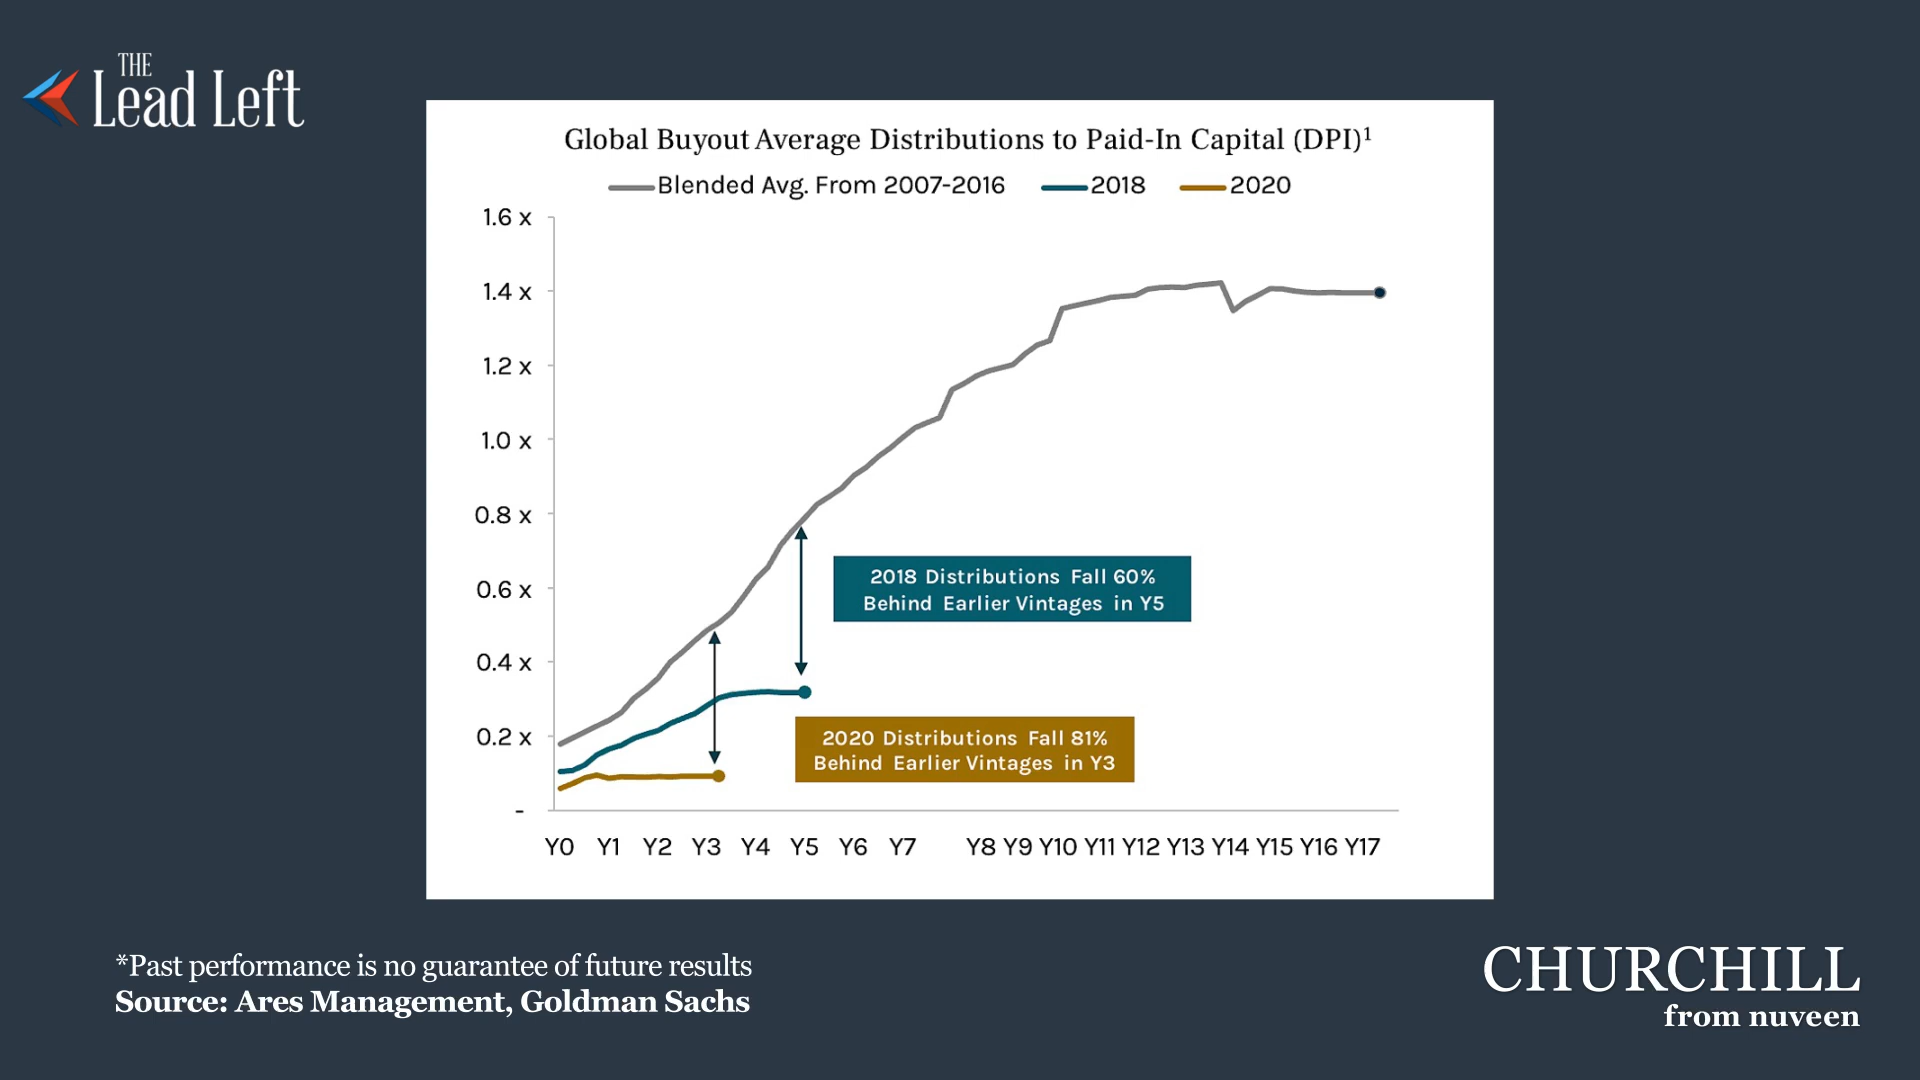 THE
Lead Left
Global Buyout Average Distributions to Paid-In Capital (DPI)¹
Blended Avg. From 2007-2016 2018 2020
1.6 x
1.4 x
1.2 x
1.0 x
0.8 x
0.6 x
0.4 x
0.2 x
-
2018 Distributions Fall 60%
Behind Earlier Vintages in Y5
2020 Distributions Fall 81%
Behind Earlier Vintages in Y3
Y0 Y1 Y2 Y3 Y4 Y5 Y6 Y7 Y8 Y9 Y10 Y11 Y12 Y13 Y14 Y15 Y16 Y17
*Past performance is no guarantee of future results
Source: Ares Management, Goldman Sachs
CHURCHILL
from nuveen